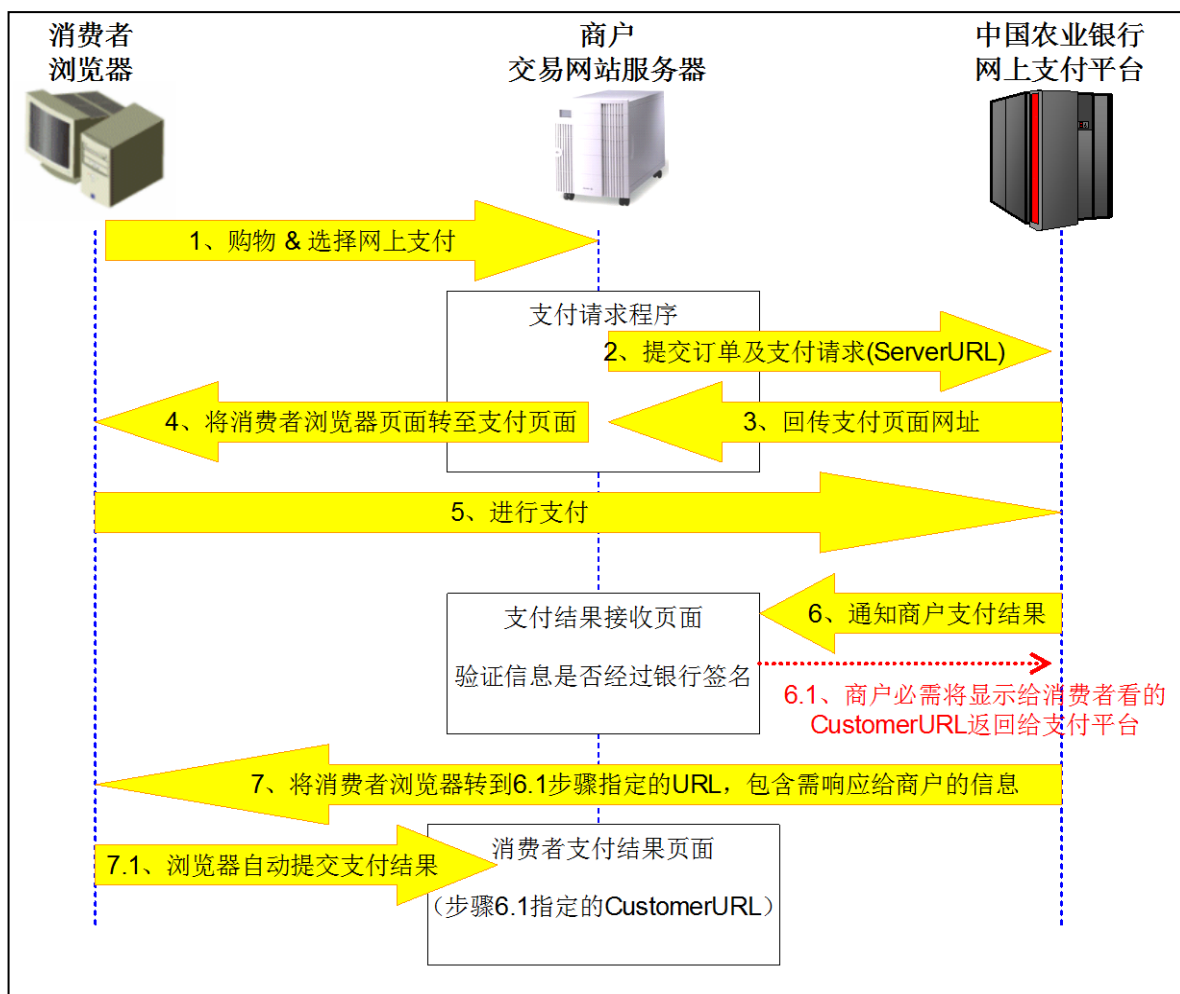 消费者
浏览器
商户
交易网站服务器
中国农业银行
网上支付平台
1、购物 & 选择网上支付
支付请求程序
2、提交订单及支付请求(ServerURL)
4、将消费者浏览器页面转至支付页面
3、回传支付页面网址
5、进行支付
支付结果接收页面
6、通知商户支付结果
验证信息是否经过银行签名
6.1、商户必需将显示给消费者看的
CustomerURL返回给支付平台
7、将消费者浏览器转到6.1步骤指定的URL，包含需响应给商户的信息
消费者支付结果页面
7.1、浏览器自动提交支付结果
（步骤6.1指定的CustomerURL）